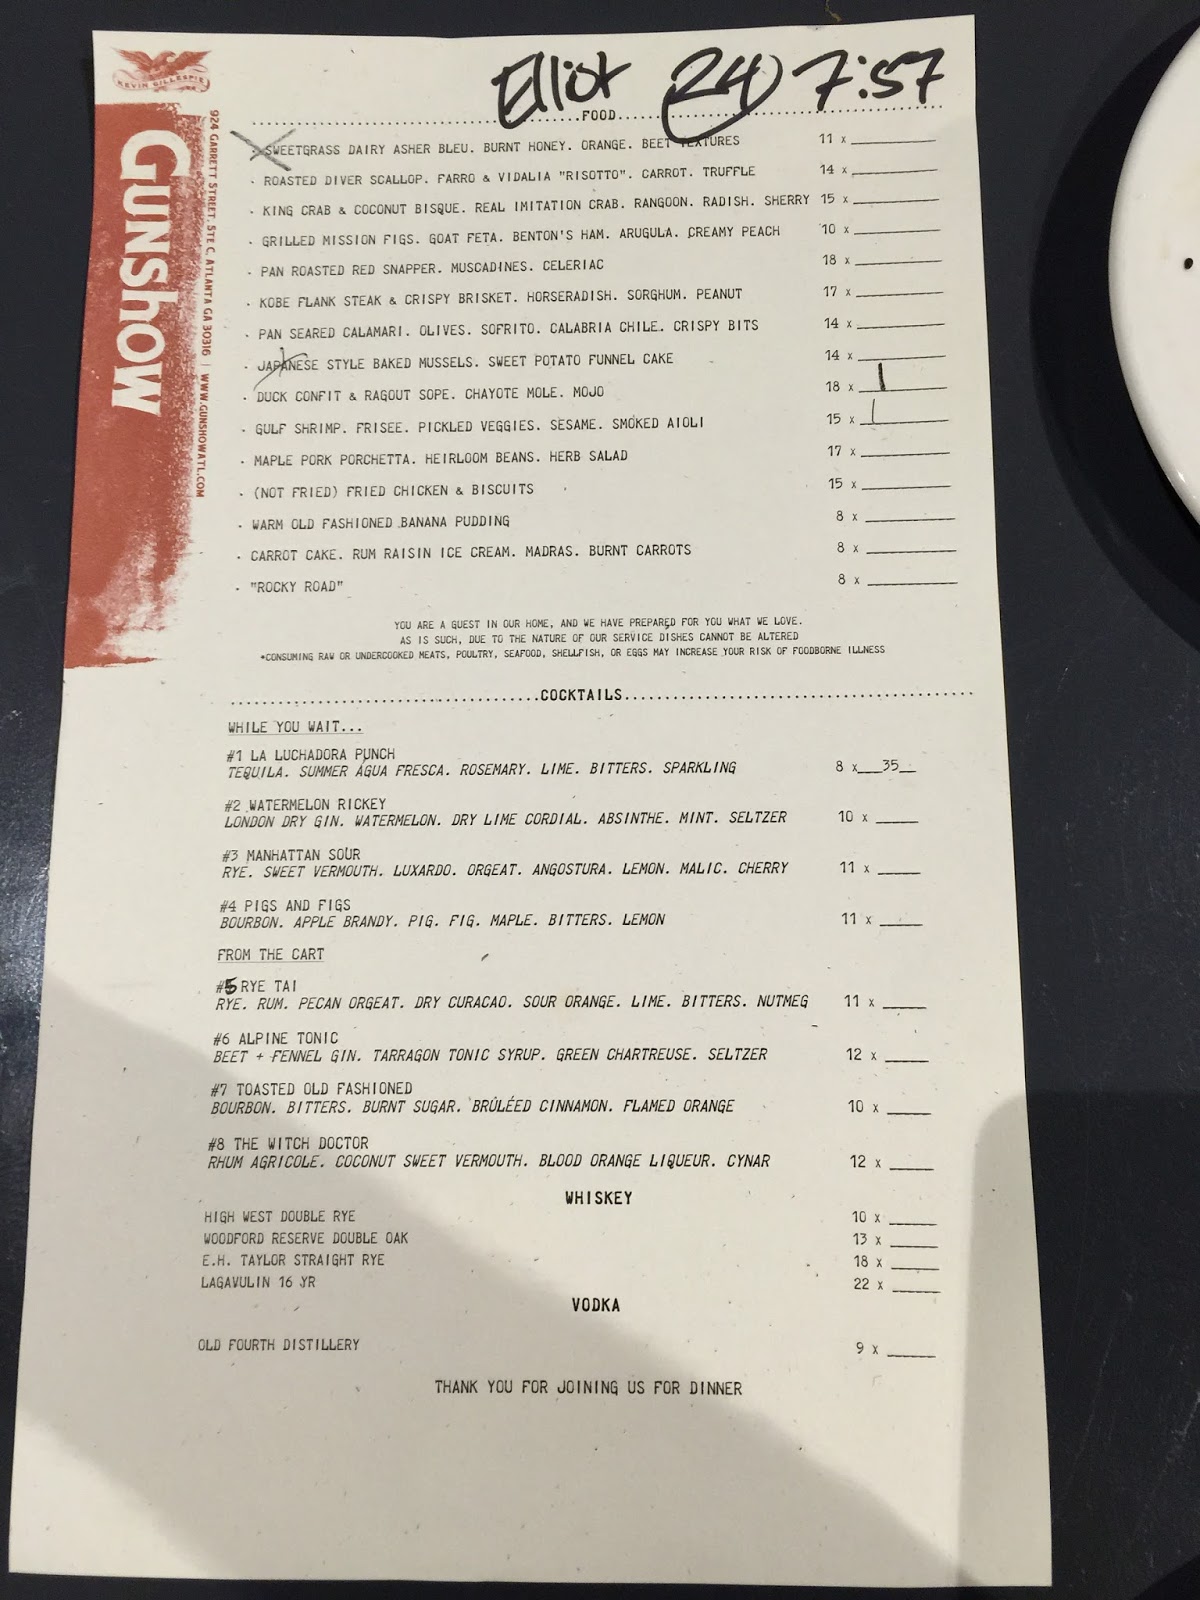 KEVIN GILLESPIE
GUNSHOW
924 GARRETT STREET, STE C, ATLANTA GA 30316 | WWW.GUNSHOWATL.COM
Elliot 24) 7:57
FOOD
• SWEETGRASS DAIRY ASHER BLEU. BURNT HONEY. ORANGE. BEET TEXTURES 11 x
• ROASTED DIVER SCALLOP. FARRO & VIDALIA "RISOTTO". CARROT. TRUFFLE 14 x
• KING CRAB & COCONUT BISQUE. REAL IMITATION CRAB. RANGOON. RADISH. SHERRY 15 x
• GRILLED MISSION FIGS. GOAT FETA. BENTON'S HAM. ARUGULA. CREAMY PEACH 10 x
• PAN ROASTED RED SNAPPER. MUSCADINES. CELERIAC 18 x
• KOBE FLANK STEAK & CRISPY BRISKET. HORSERADISH. SORGHUM. PEANUT 17 x
• PAN SEARED CALAMARI. OLIVES. SOFRITO. CALABRIA CHILE. CRISPY BITS 14 x
• JAPANESE STYLE BAKED MUSSELS. SWEET POTATO FUNNEL CAKE 14 x
• DUCK CONFIT & RAGOUT SOPE. CHAYOTE MOLE. MOJO 18 x 1
• GULF SHRIMP. FRISEE. PICKLED VEGGIES. SESAME. SMOKED AIOLI 15 x 1
• MAPLE PORK PORCHETTA. HEIRLOOM BEANS. HERB SALAD 17 x
• (NOT FRIED) FRIED CHICKEN & BISCUITS 15 x
• WARM OLD FASHIONED BANANA PUDDING 8 x
• CARROT CAKE. RUM RAISIN ICE CREAM. MADRAS. BURNT CARROTS 8 x
• "ROCKY ROAD" 8 x
YOU ARE A GUEST IN OUR HOME, AND WE HAVE PREPARED FOR YOU WHAT WE LOVE.
AS IS SUCH, DUE TO THE NATURE OF OUR SERVICE DISHES CANNOT BE ALTERED
*CONSUMING RAW OR UNDERCOOKED MEATS, POULTRY, SEAFOOD, SHELLFISH, OR EGGS MAY INCREASE YOUR RISK OF FOODBORNE ILLNESS
COCKTAILS
WHILE YOU WAIT...
#1 LA LUCHADORA PUNCH
TEQUILA. SUMMER AGUA FRESCA. ROSEMARY. LIME. BITTERS. SPARKLING 8 x 35
#2 WATERMELON RICKEY
LONDON DRY GIN. WATERMELON. DRY LIME CORDIAL. ABSINTHE. MINT. SELTZER 10 x
#3 MANHATTAN SOUR
RYE. SWEET VERMOUTH. LUXARDO. ORGEAT. ANGOSTURA. LEMON. MALIC. CHERRY 11 x
#4 PIGS AND FIGS
BOURBON. APPLE BRANDY. PIG. FIG. MAPLE. BITTERS. LEMON 11 x
FROM THE CART
#5 RYE TAI
RYE. RUM. PECAN ORGEAT. DRY CURACAO. SOUR ORANGE. LIME. BITTERS. NUTMEG 11 x
#6 ALPINE TONIC
BEET + FENNEL GIN. TARRAGON TONIC SYRUP. GREEN CHARTREUSE. SELTZER 12 x
#7 TOASTED OLD FASHIONED
BOURBON. BITTERS. BURNT SUGAR. BRÛLÉED CINNAMON. FLAMED ORANGE 10 x
#8 THE WITCH DOCTOR
RHUM AGRICOLE. COCONUT SWEET VERMOUTH. BLOOD ORANGE LIQUEUR. CYNAR 12 x
WHISKEY
HIGH WEST DOUBLE RYE 10 x
WOODFORD RESERVE DOUBLE OAK 13 x
E.H. TAYLOR STRAIGHT RYE 18 x
LAGAVULIN 16 YR 22 x
VODKA
OLD FOURTH DISTILLERY 9 x
THANK YOU FOR JOINING US FOR DINNER